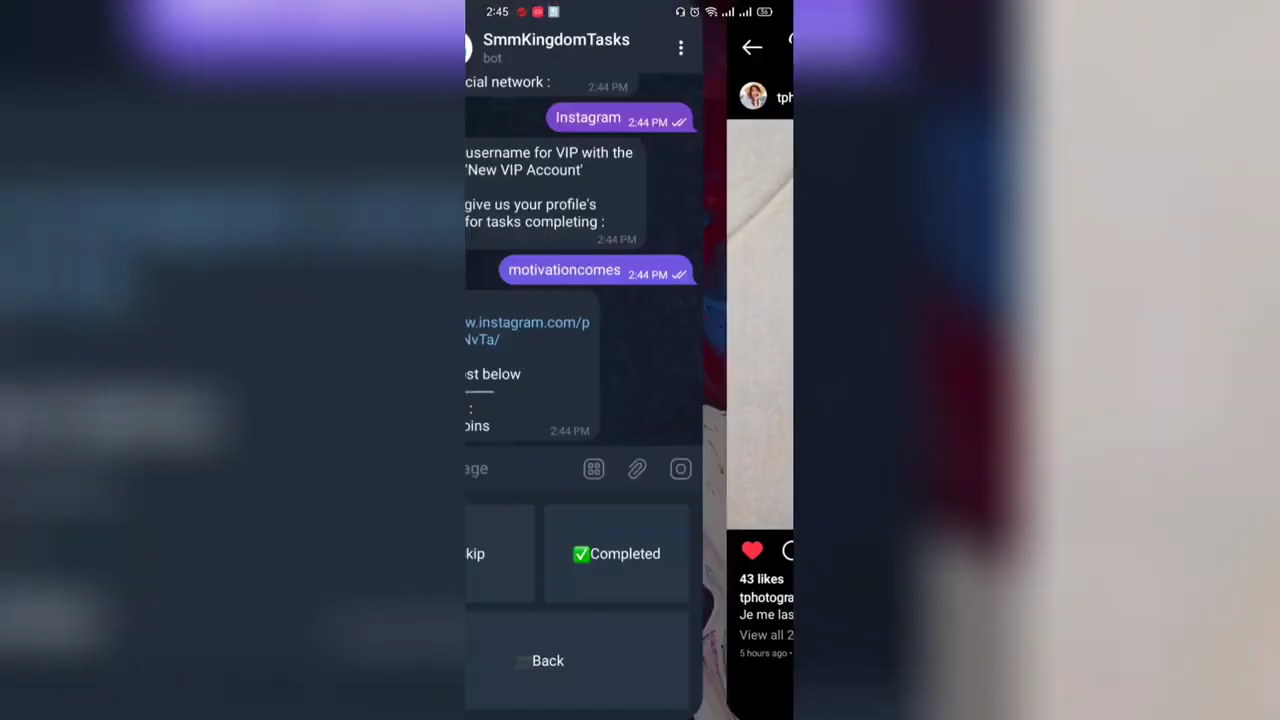 2:45
56
SmmKingdomTasks
bot
cial network :
2:44 PM
Instagram 2:44 PM
username for VIP with the
'New VIP Account'
give us your profile's
for tasks completing :
2:44 PM
motivationcomes 2:44 PM
w.instagram.com/p
NvTa/
st below
:
oins
2:44 PM
age
kip
Completed
Back
tph
43 likes
tphotogra
Je me las
View all 2
5 hours ago •